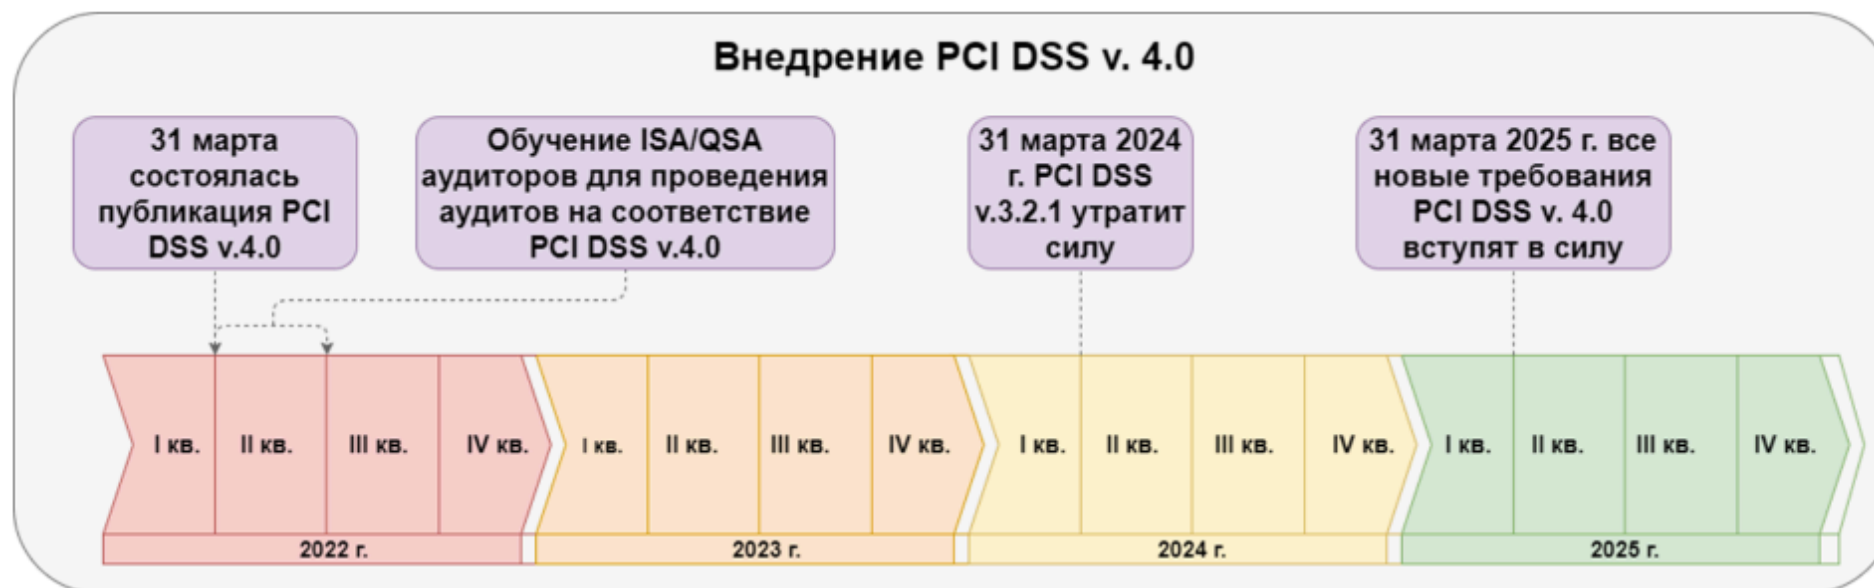 Внедрение PCI DSS v. 4.0
31 марта
состоялась
публикация PCI
DSS v.4.0
Обучение ISA/QSA
аудиторов для проведения
аудитов на соответствие
PCI DSS v.4.0
31 марта 2024
г. PCI DSS
v.3.2.1 утратит
силу
31 марта 2025 г. все
новые требования
PCI DSS v. 4.0
вступят в силу
I кв. II кв. III кв. IV кв. I кв. II кв. III кв. IV кв. I кв. II кв. III кв. IV кв. I кв. II кв. III кв. IV кв.
2022 г. 2023 г. 2024 г. 2025 г.